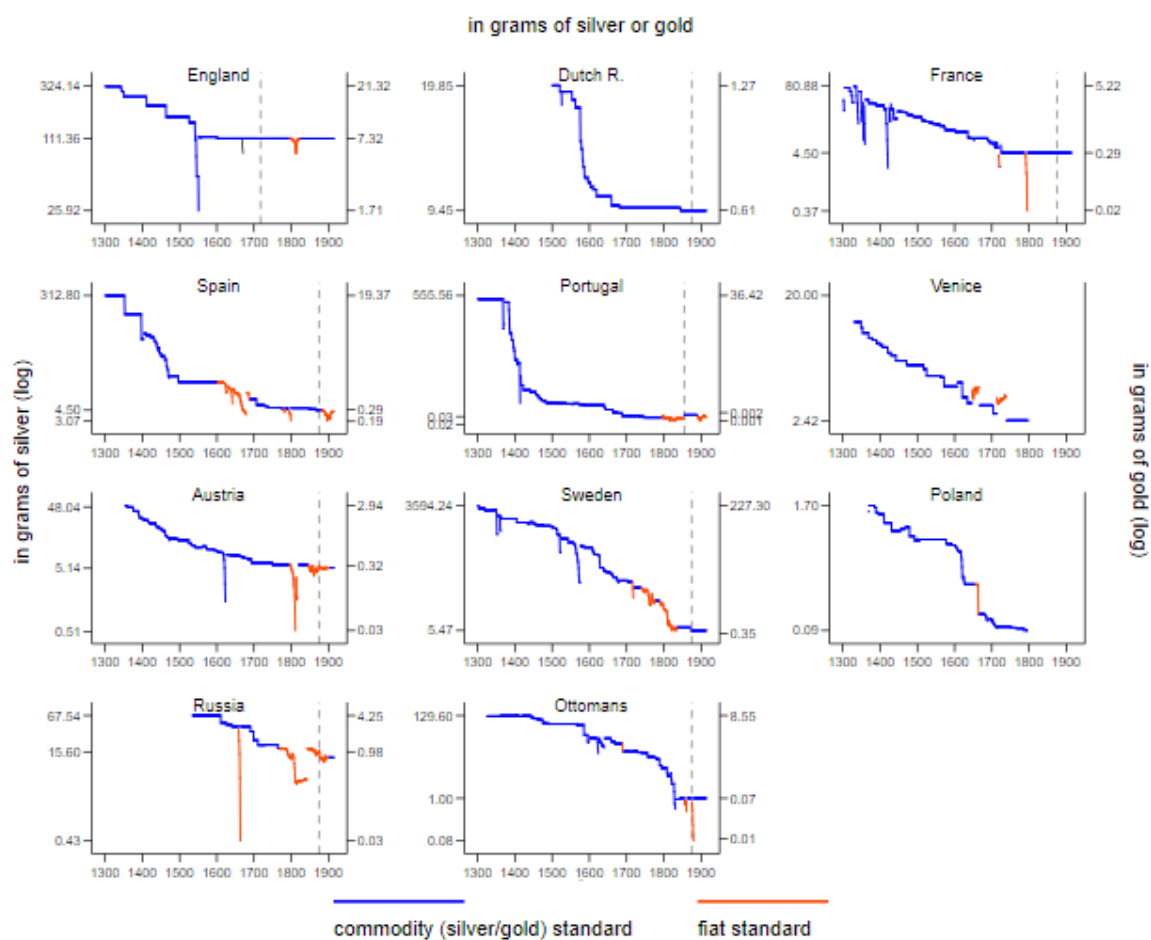 in grams of silver or gold
England
324.14
111.36
25.92
21.32
7.32
1.71
1300 1400 1500 1600 1700 1800 1900
Dutch R.
19.85
9.45
1.27
0.61
1300 1400 1500 1600 1700 1800 1900
France
80.88
4.50
0.37
5.22
0.29
0.02
1300 1400 1500 1600 1700 1800 1900
in grams of silver (log)
Spain
312.80
4.50
3.07
19.37
0.29
0.19
1300 1400 1500 1600 1700 1800 1900
Portugal
555.56
0.03
0.02
36.42
0.002
0.001
1300 1400 1500 1600 1700 1800 1900
Venice
20.00
2.42
1300 1400 1500 1600 1700 1800 1900
in grams of gold (log)
Austria
48.04
5.14
0.51
2.94
0.32
0.03
1300 1400 1500 1600 1700 1800 1900
Sweden
3594.24
5.47
227.30
0.35
1300 1400 1500 1600 1700 1800 1900
Poland
1.70
0.09
1300 1400 1500 1600 1700 1800 1900
Russia
67.54
15.60
0.43
4.25
0.98
0.03
1300 1400 1500 1600 1700 1800 1900
Ottomans
129.60
1.00
0.08
8.55
0.07
0.01
1300 1400 1500 1600 1700 1800 1900
commodity (silver/gold) standard
fiat standard